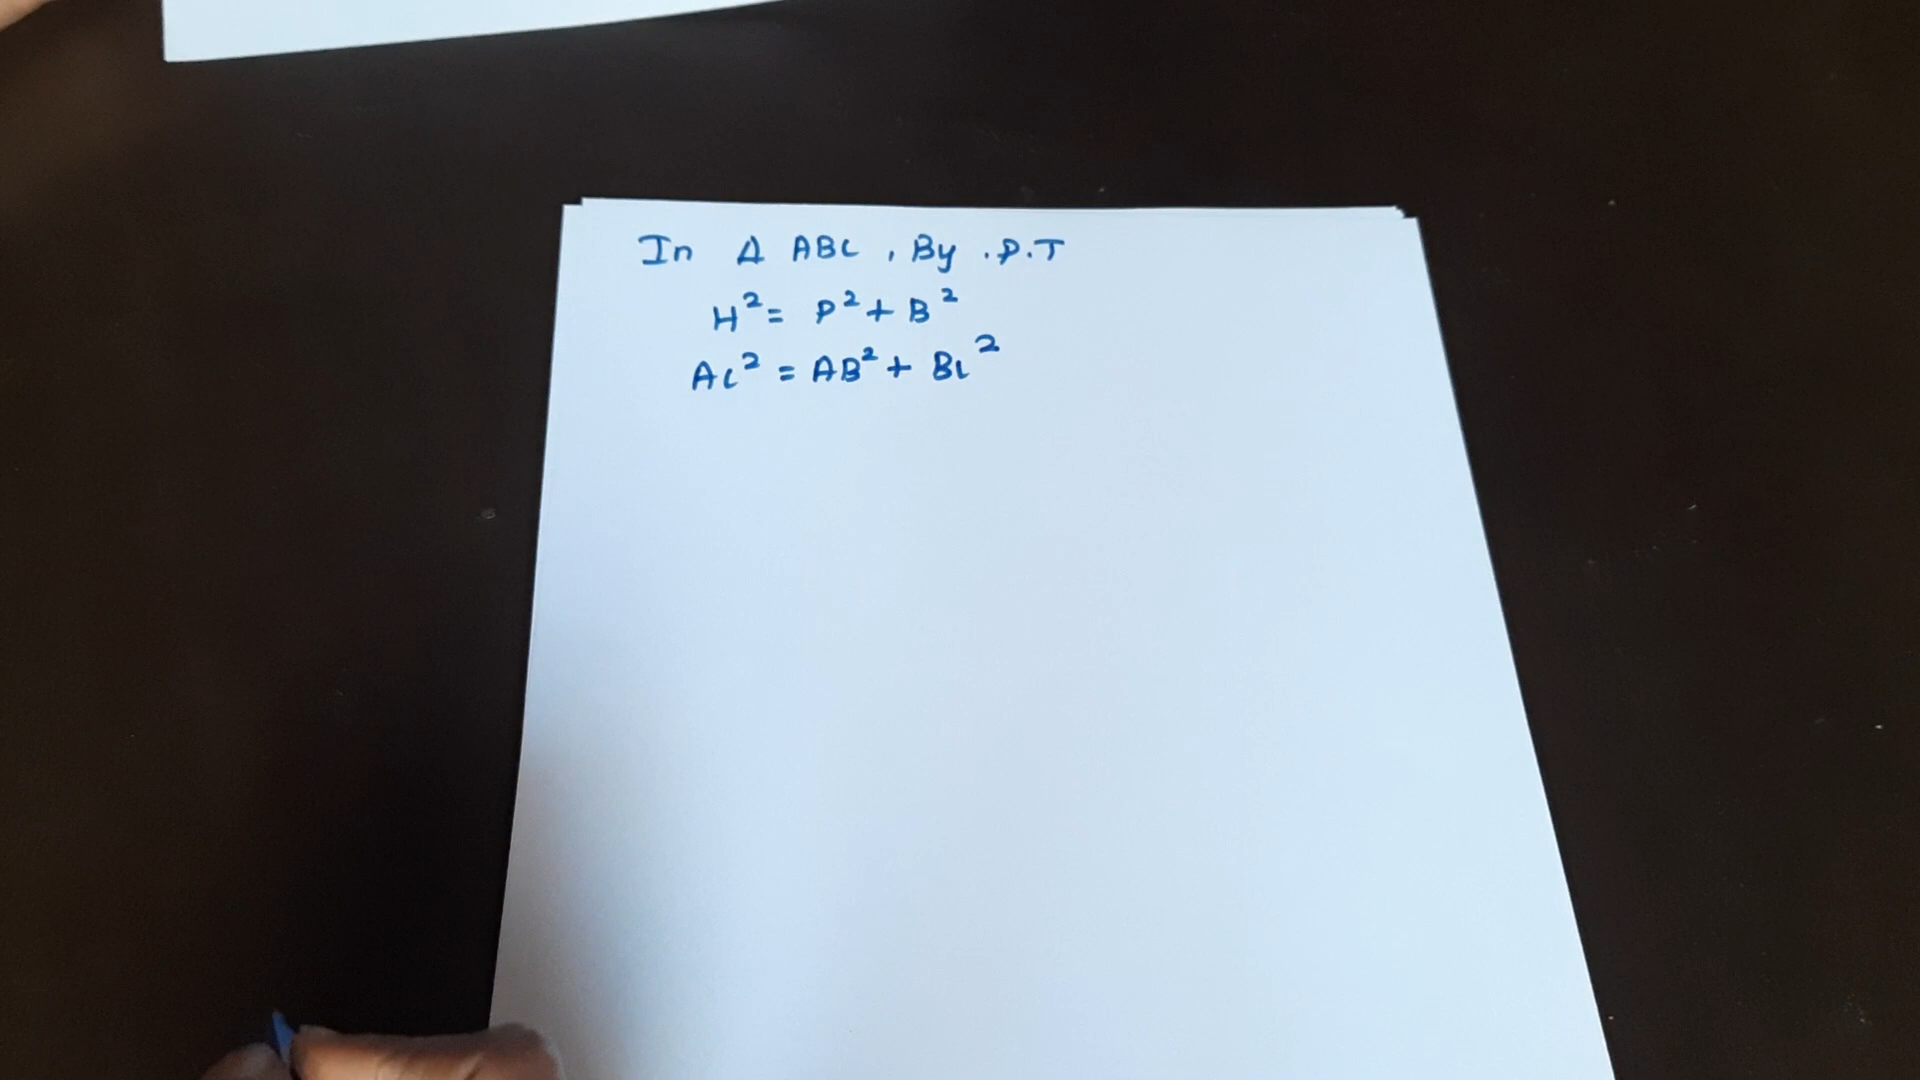 In Δ ABC , By .P.T
H² = P² + B²
AC² = AB² + BC²